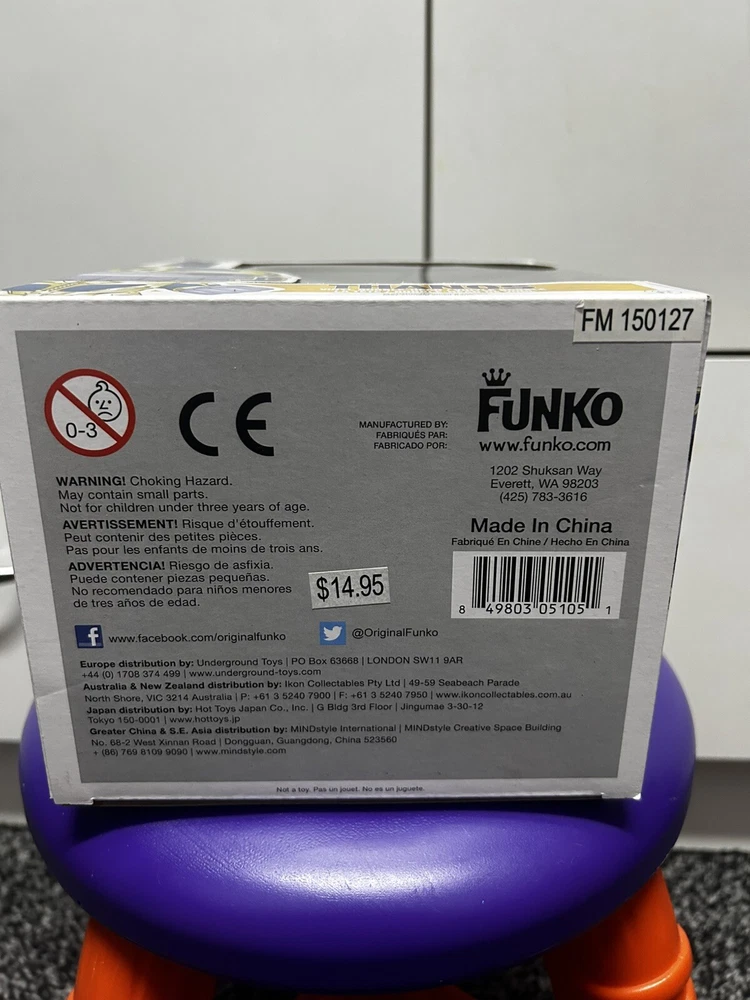 FM 150127
0-3
CE
MANUFACTURED BY:
FABRIQUÉS PAR:
FABRICADO POR:
FUNKO
www.funko.com
1202 Shuksan Way
Everett, WA 98203
(425) 783-3616
Made In China
Fabriqué En Chine / Hecho En China
8 49803 05105 1
WARNING! Choking Hazard.
May contain small parts.
Not for children under three years of age.
AVERTISSEMENT! Risque d'étouffement.
Peut contenir des petites pièces.
Pas pour les enfants de moins de trois ans.
ADVERTENCIA! Riesgo de asfixia.
Puede contener piezas pequeñas.
No recomendado para niños menores
de tres años de edad.
$14.95
www.facebook.com/originalfunko
@OriginalFunko
Europe distribution by: Underground Toys | PO Box 63668 | LONDON SW11 9AR
+44 (0) 1708 374 499 | www.underground-toys.com
Australia & New Zealand distribution by: Ikon Collectables Pty Ltd | 49-59 Seabeach Parade
North Shore, VIC 3214 Australia | P: +61 3 5240 7900 | F: +61 3 5240 7950 | www.ikoncollectables.com.au
Japan distribution by: Hot Toys Japan Co., Inc. | G Bldg 3rd Floor | Jingumae 3-30-12
Tokyo 150-0001 | www.hottoys.jp
Greater China & S.E. Asia distribution by: MINDstyle International | MINDstyle Creative Space Building
No. 68-2 West Xinnan Road | Dongguan, Guangdong, China 523560
+ (86) 769 8109 9090 | www.mindstyle.com
Not a toy. Pas un jouet. No es un juguete.